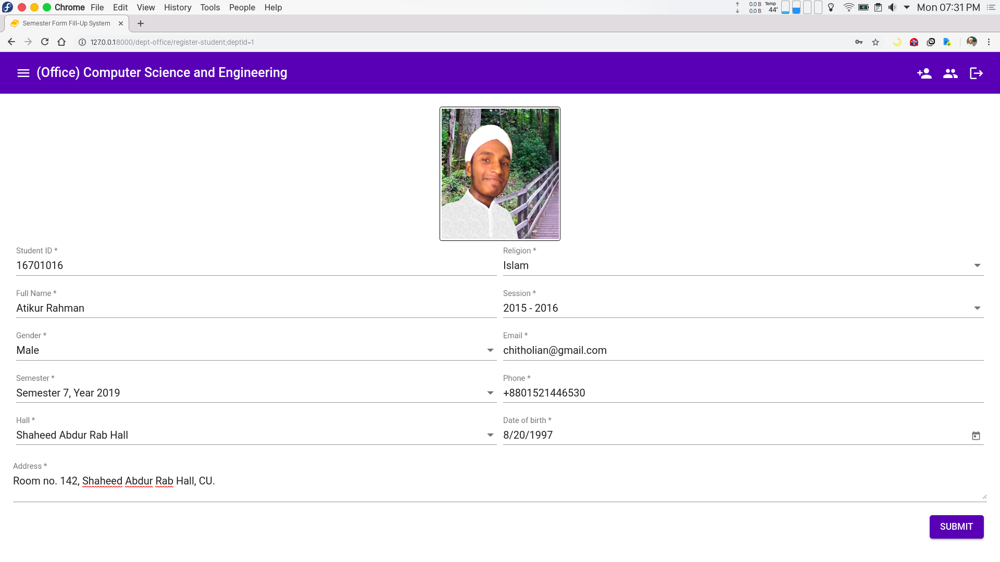 Chrome File Edit View History Tools People Help
0.0 B Temp
0.0 B 44°
Mon 07:31 PM
Semester Form Fill-Up System
127.0.0.1:8000/dept-office/register-student;deptId=1
(Office) Computer Science and Engineering
Student ID *
16701016
Religion *
Islam
Full Name *
Atikur Rahman
Session *
2015 - 2016
Gender *
Male
Email *
chitholian@gmail.com
Semester *
Semester 7, Year 2019
Phone *
+8801521446530
Hall *
Shaheed Abdur Rab Hall
Date of birth *
8/20/1997
Address *
Room no. 142, Shaheed Abdur Rab Hall, CU.
SUBMIT